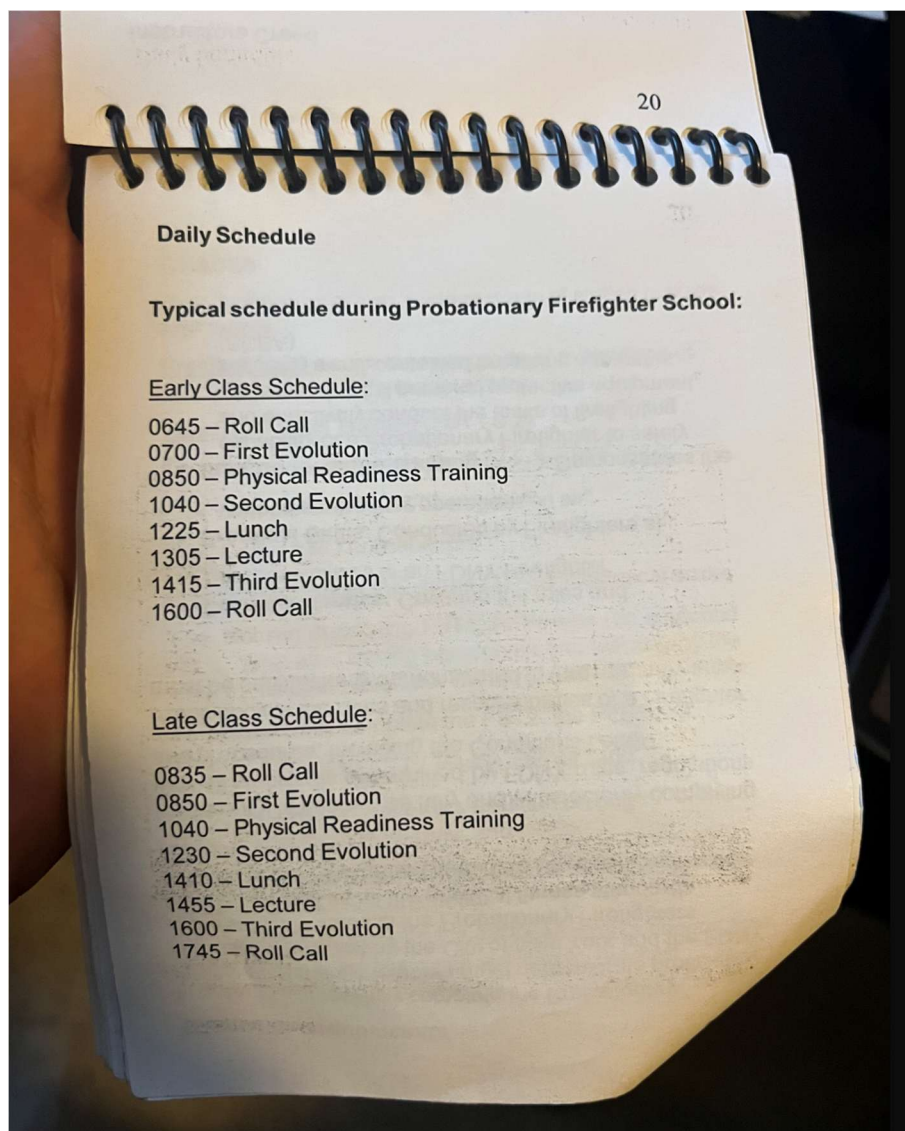 20
Daily Schedule
Typical schedule during Probationary Firefighter School:
Early Class Schedule:
0645 – Roll Call
0700 – First Evolution
0850 – Physical Readiness Training
1040 – Second Evolution
1225 – Lunch
1305 – Lecture
1415 – Third Evolution
1600 – Roll Call
Late Class Schedule:
0835 – Roll Call
0850 – First Evolution
1040 – Physical Readiness Training
1230 – Second Evolution
1410 – Lunch
1455 – Lecture
1600 – Third Evolution
1745 – Roll Call